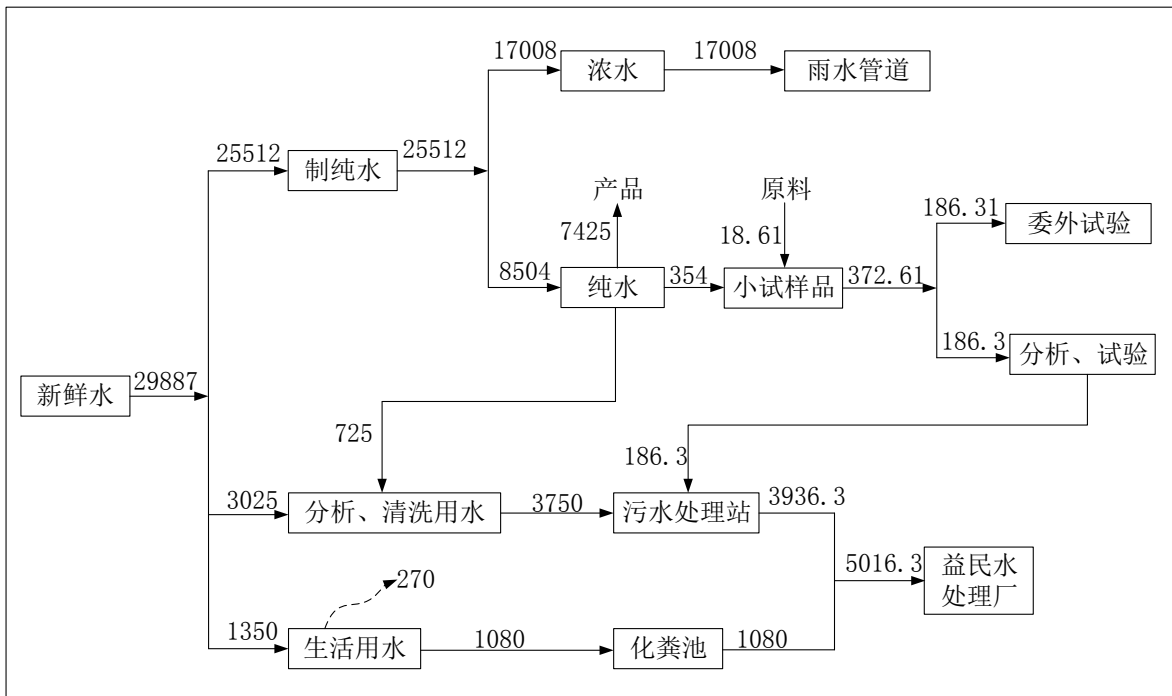 17008
浓水
17008
雨水管道
25512
制纯水
25512
产品
原料
7425
18.61
186.31
委外试验
8504
纯水
354
小试样品
372.61
186.3
分析、试验
新鲜水
29887
725
186.3
3025
分析、清洗用水
3750
污水处理站
3936.3
270
5016.3
益民水
处理厂
1350
生活用水
1080
化粪池
1080